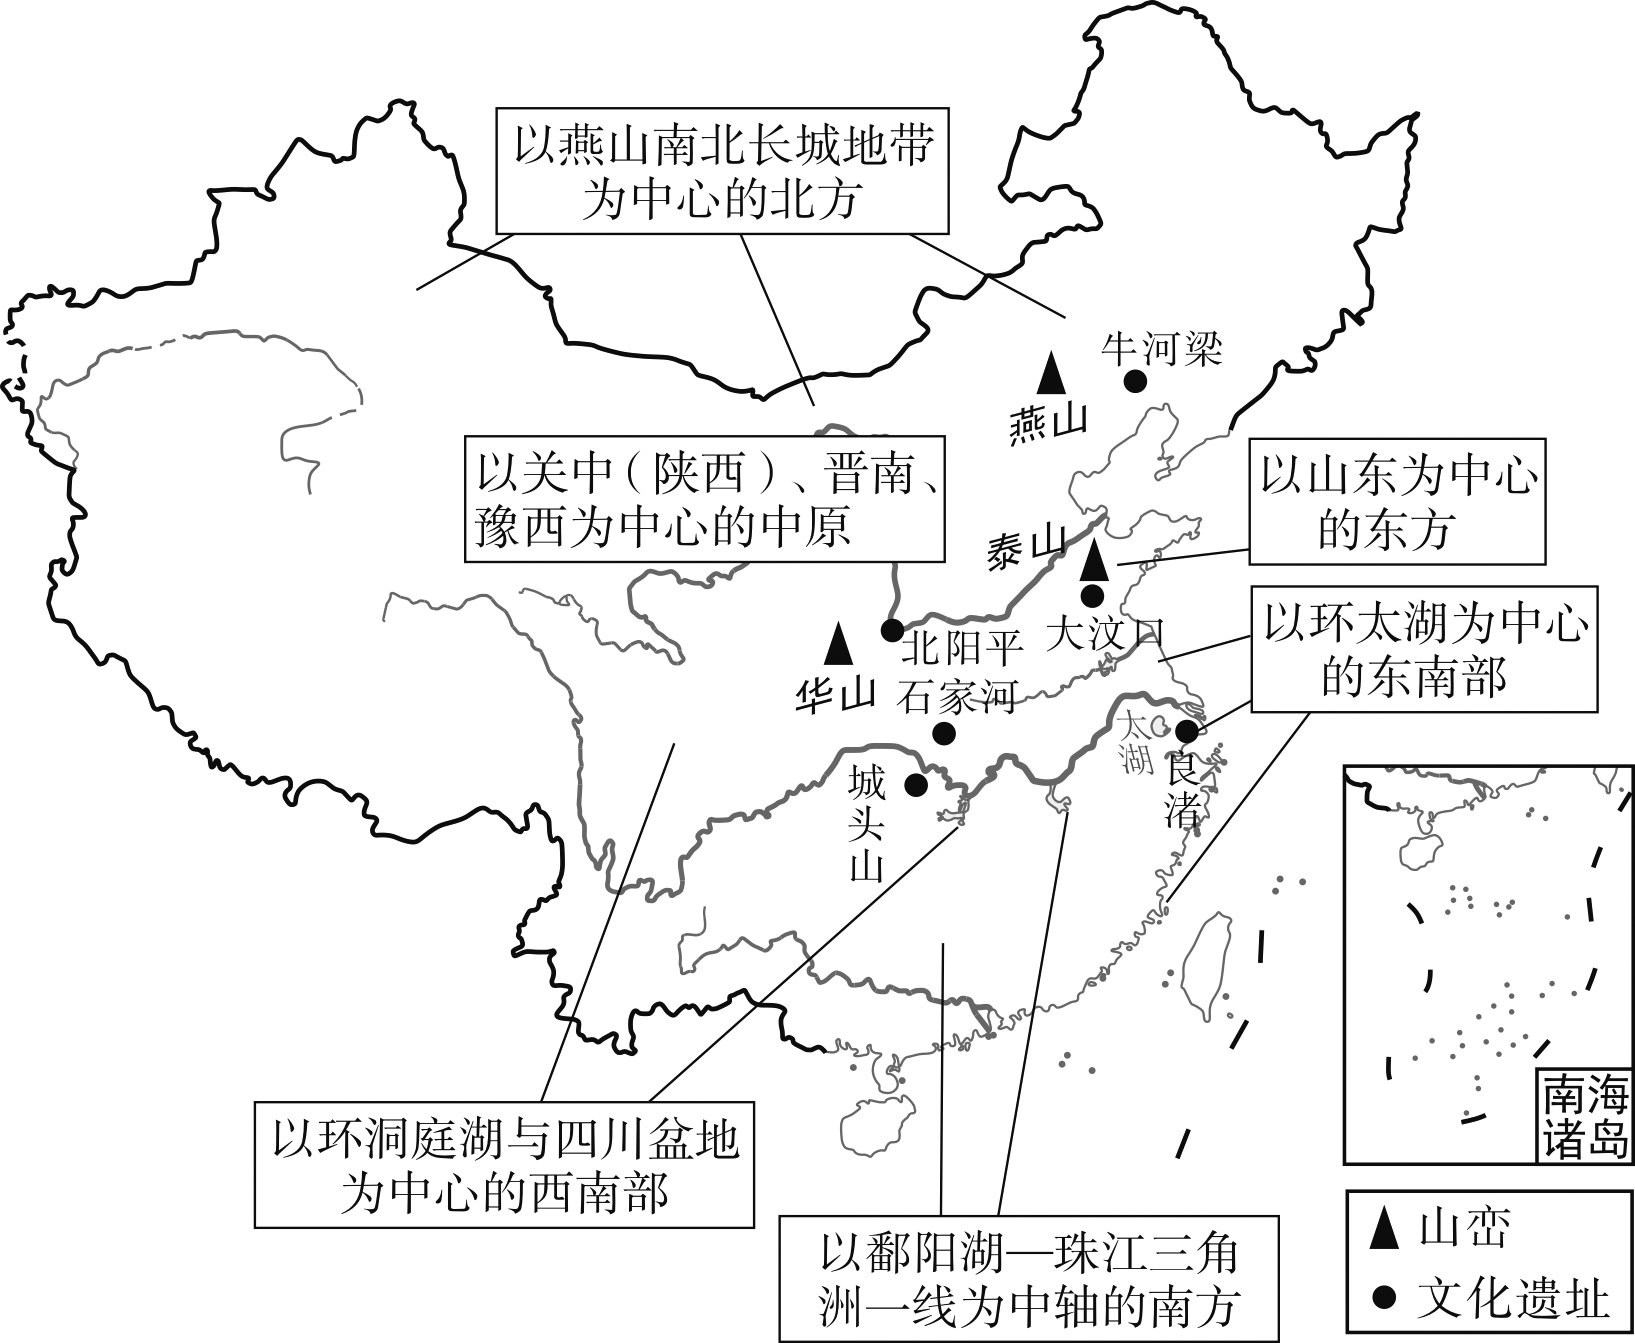 以燕山南北长城地带
为中心的北方
牛河梁
燕山
以关中（陕西）、晋南、
豫西为中心的中原
以山东为中心
的东方
泰山
大汶口
以环太湖为中心
的东南部
北阳平
华山
石家河
太
湖
良
渚
城
头
山
以环洞庭湖与四川盆地
为中心的西南部
以鄱阳湖—珠江三角
洲一线为中轴的南方
南海
诸岛
山峦
文化遗址